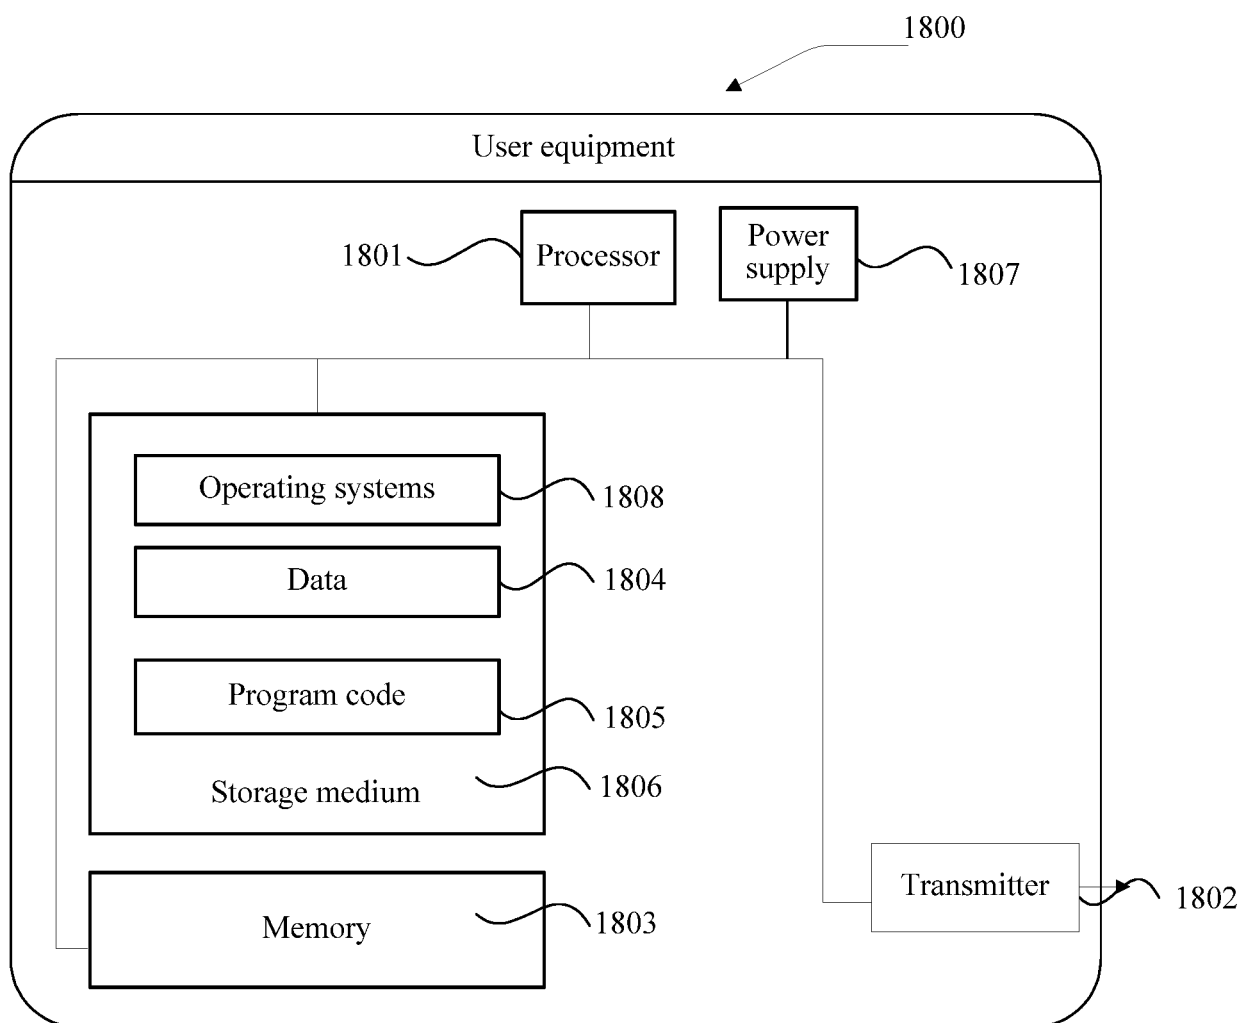 1800
User equipment
1801
Processor
Power
supply
1807
Operating systems
1808
Data
1804
Program code
1805
Storage medium
1806
Transmitter
1802
Memory
1803